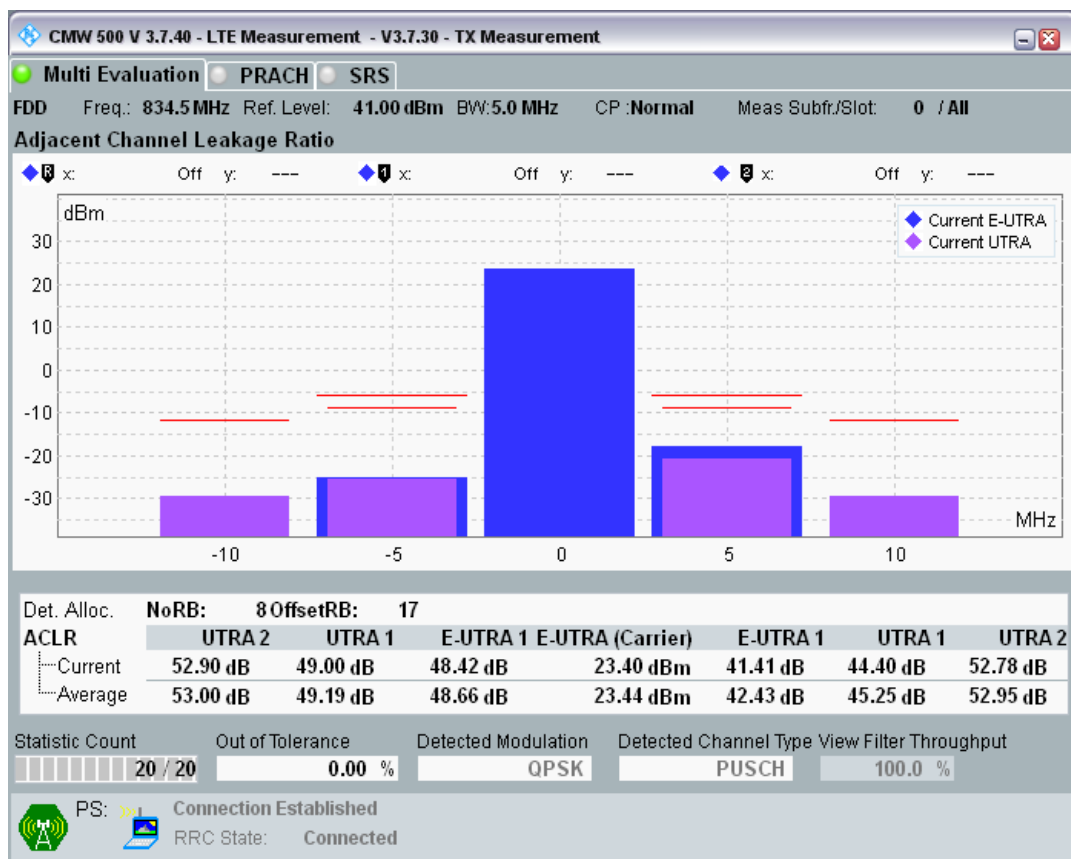 CMW 500 V 3.7.40 - LTE Measurement - V3.7.30 - TX Measurement
Multi Evaluation PRACH SRS
FDD Freq.: 834.5 MHz Ref. Level: 41.00 dBm BW:5.0 MHz CP :Normal Meas Subfr./Slot: 0 / All
Adjacent Channel Leakage Ratio
R x: Off y: --- 1 x: Off y: --- 2 x: Off y: ---
dBm
Current E-UTRA
Current UTRA
30
20
10
0
-10
-20
-30
MHz
-10 -5 0 5 10
Det. Alloc. NoRB: 8 OffsetRB: 17
ACLR UTRA 2 UTRA 1 E-UTRA 1 E-UTRA (Carrier) E-UTRA 1 UTRA 1 UTRA 2
Current 52.90 dB 49.00 dB 48.42 dB 23.40 dBm 41.41 dB 44.40 dB 52.78 dB
Average 53.00 dB 49.19 dB 48.66 dB 23.44 dBm 42.43 dB 45.25 dB 52.95 dB
Statistic Count Out of Tolerance Detected Modulation Detected Channel Type View Filter Throughput
20 / 20 0.00 % QPSK PUSCH 100.0 %
PS: Connection Established
RRC State: Connected